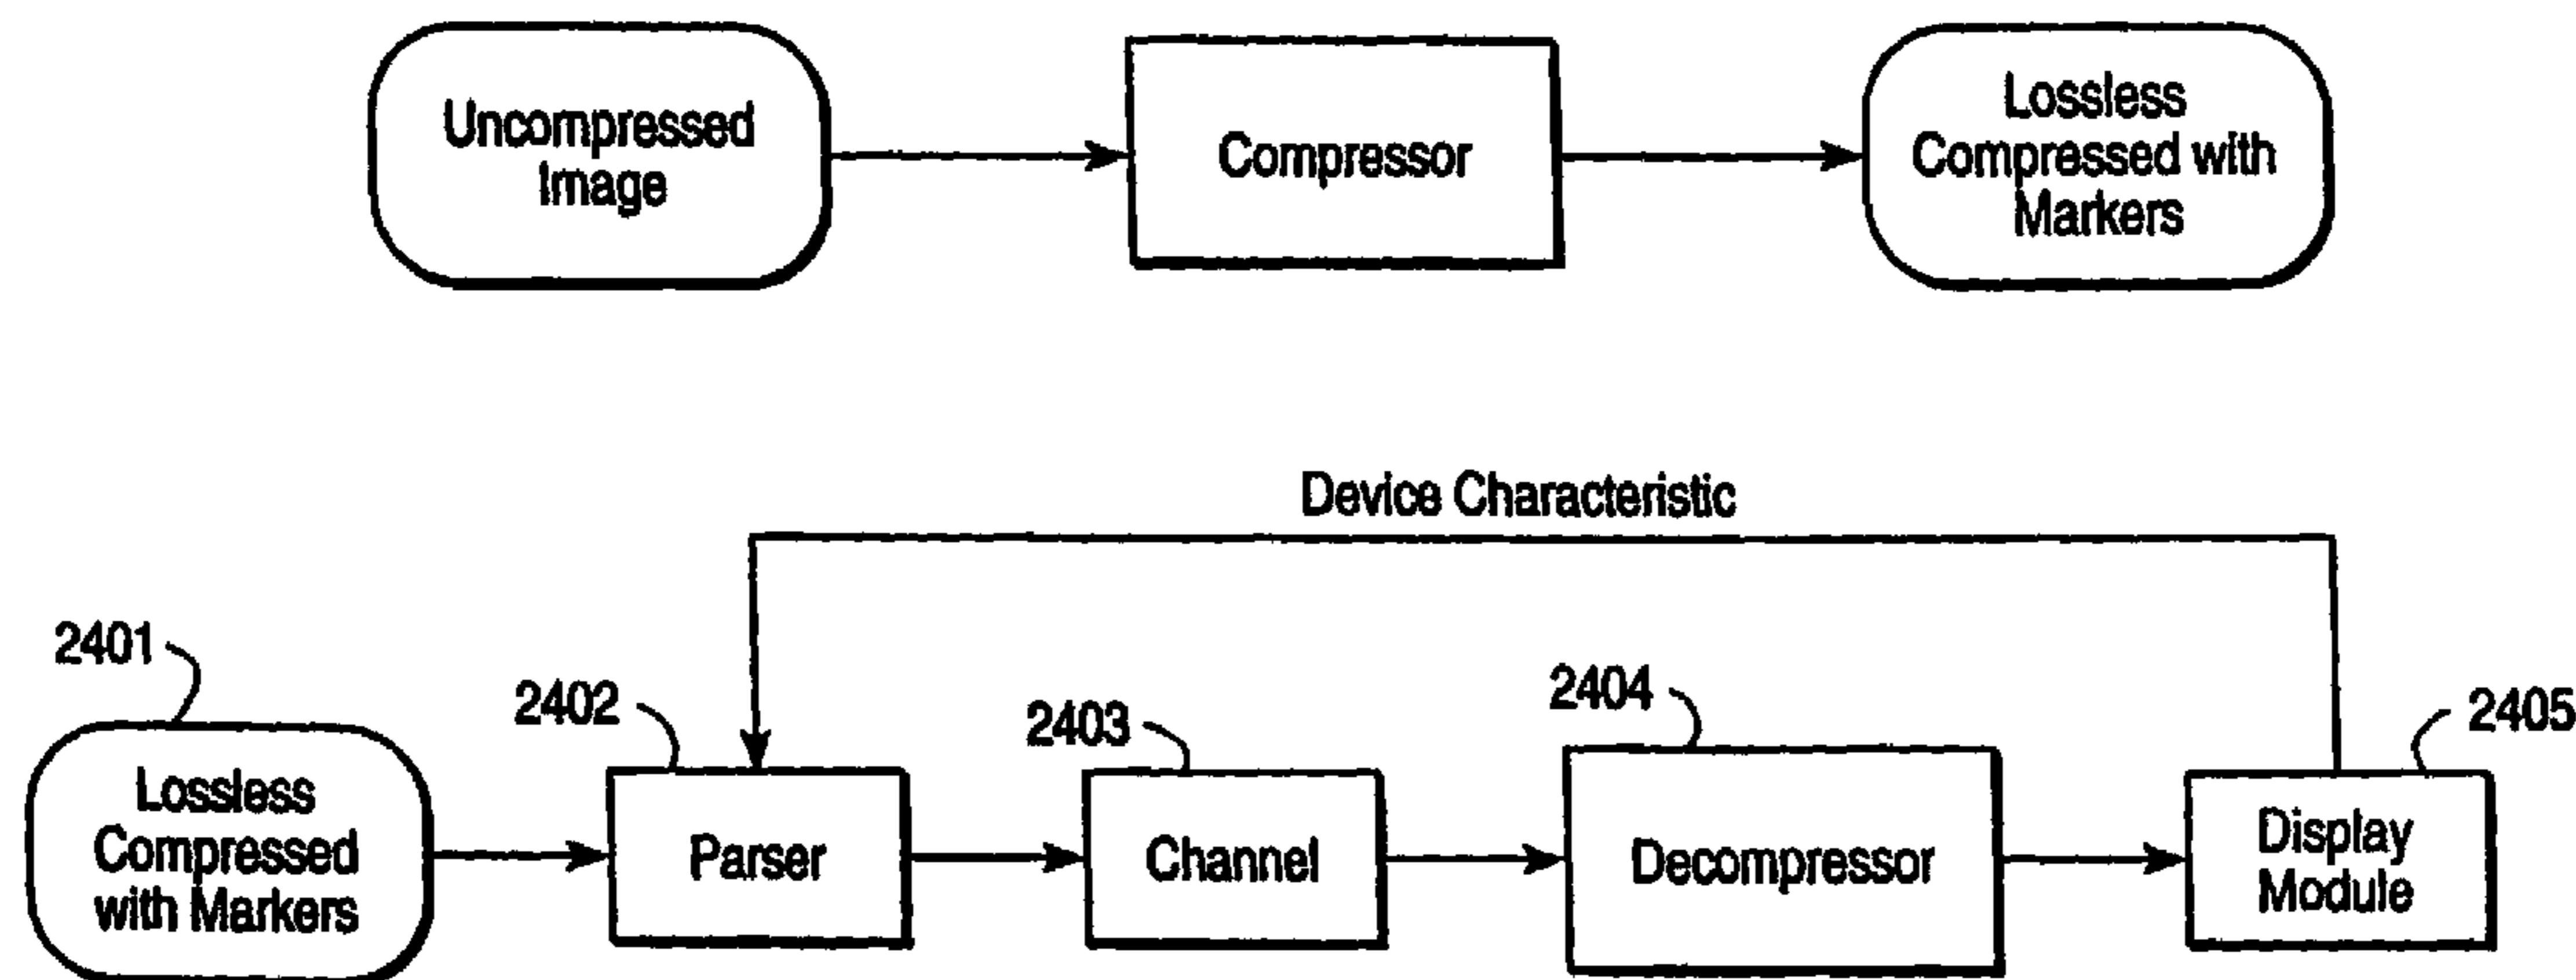 Uncompressed
Image
Compressor
Lossless
Compressed with
Markers
Device Characteristic
2401
2402
2403
2404
2405
Lossless
Compressed
with Markers
Parser
Channel
Decompressor
Display
Module